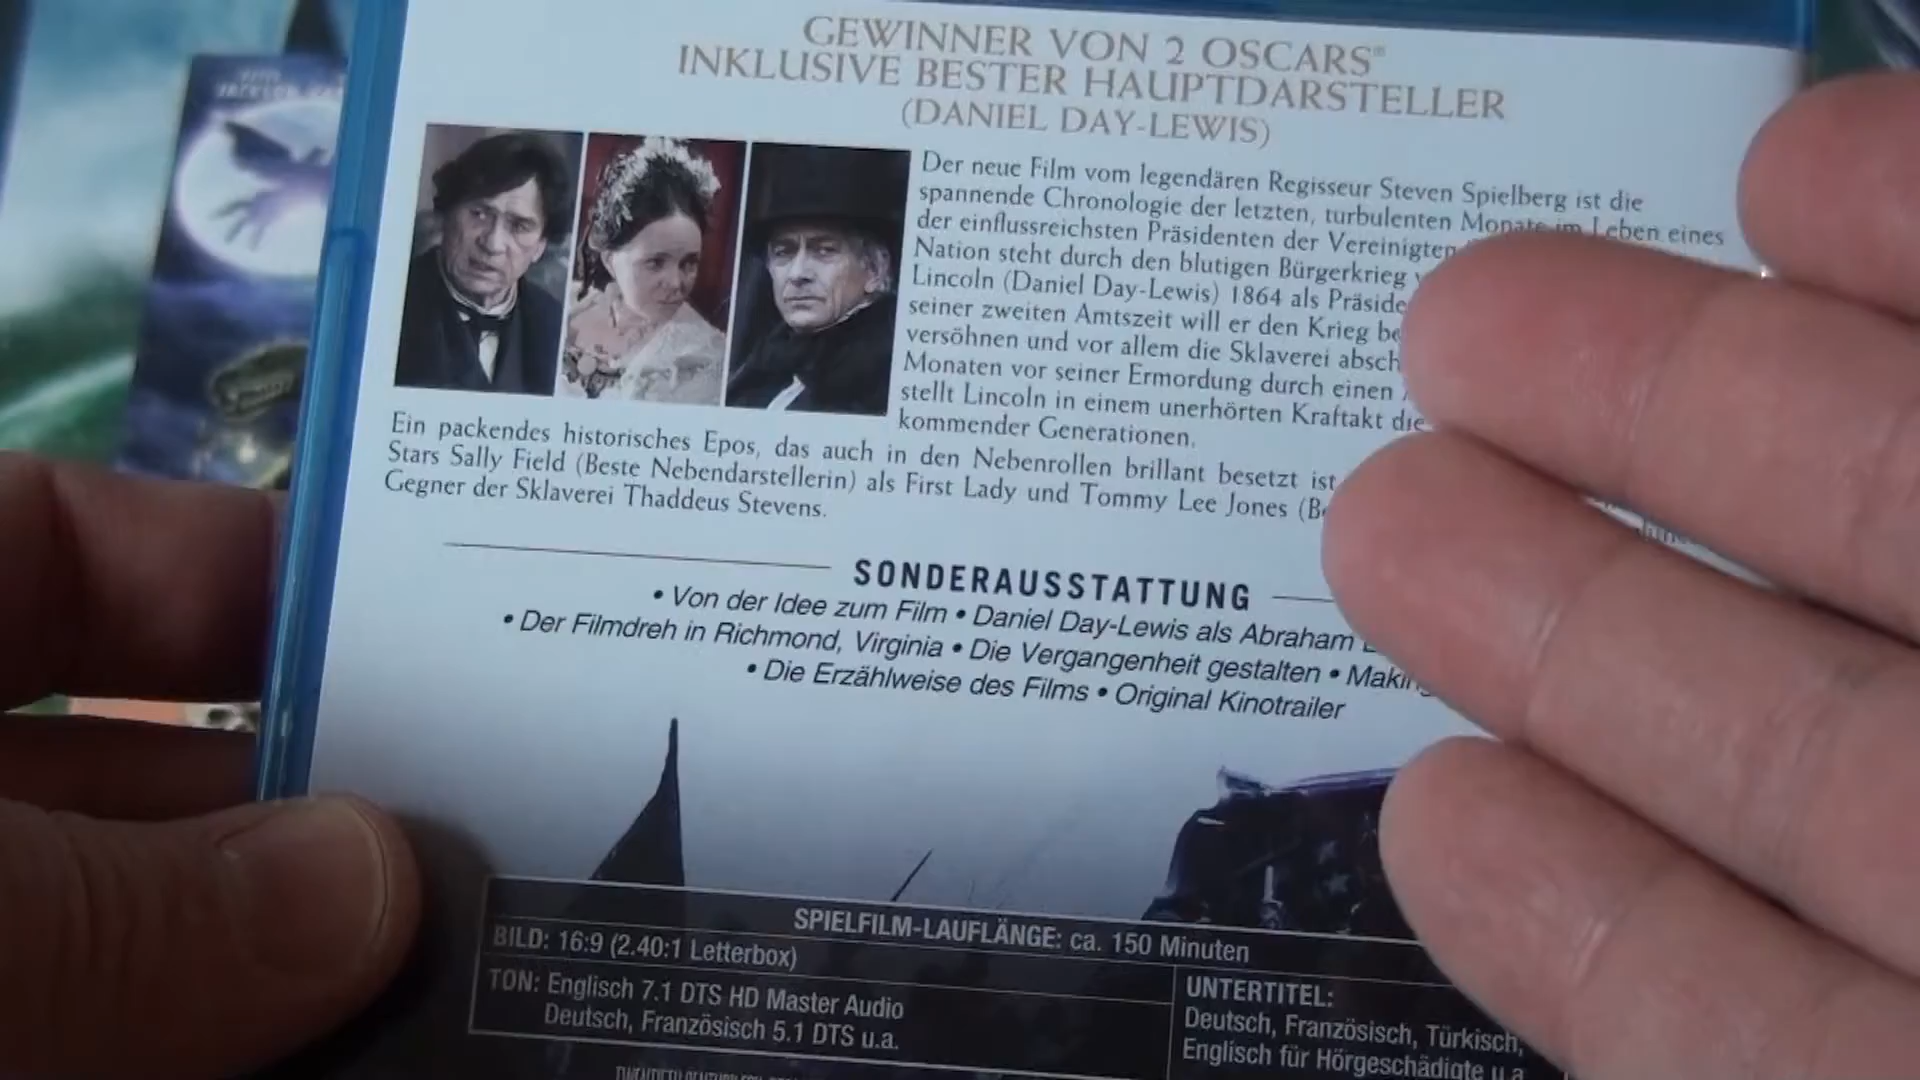 GEWINNER VON 2 OSCARS®
INKLUSIVE BESTER HAUPTDARSTELLER
(DANIEL DAY-LEWIS)
Der neue Film vom legendären Regisseur Steven Spielberg ist die
spannende Chronologie der letzten, turbulenten Monate im Leben eines
der einflussreichsten Präsidenten der Vereinigten
Nation steht durch den blutigen Bürgerkrieg
Lincoln (Daniel Day-Lewis) 1864 als Präside
seiner zweiten Amtszeit will er den Krieg be
versöhnen und vor allem die Sklaverei absch
Monaten vor seiner Ermordung durch einen
stellt Lincoln in einem unerhörten Kraftakt die
kommender Generationen.
Ein packendes historisches Epos, das auch in den Nebenrollen brillant besetzt ist
Stars Sally Field (Beste Nebendarstellerin) als First Lady und Tommy Lee Jones (B
Gegner der Sklaverei Thaddeus Stevens.
SONDERAUSSTATTUNG
• Von der Idee zum Film • Daniel Day-Lewis als Abraham
• Der Filmdreh in Richmond, Virginia • Die Vergangenheit gestalten • Making
• Die Erzählweise des Films • Original Kinotrailer
SPIELFILM-LAUFLÄNGE: ca. 150 Minuten
BILD: 16:9 (2.40:1 Letterbox)
TON: Englisch 7.1 DTS HD Master Audio
Deutsch, Französisch 5.1 DTS u.a.
UNTERTITEL:
Deutsch, Französisch, Türkisch,
Englisch für Hörgeschädigte u.a.